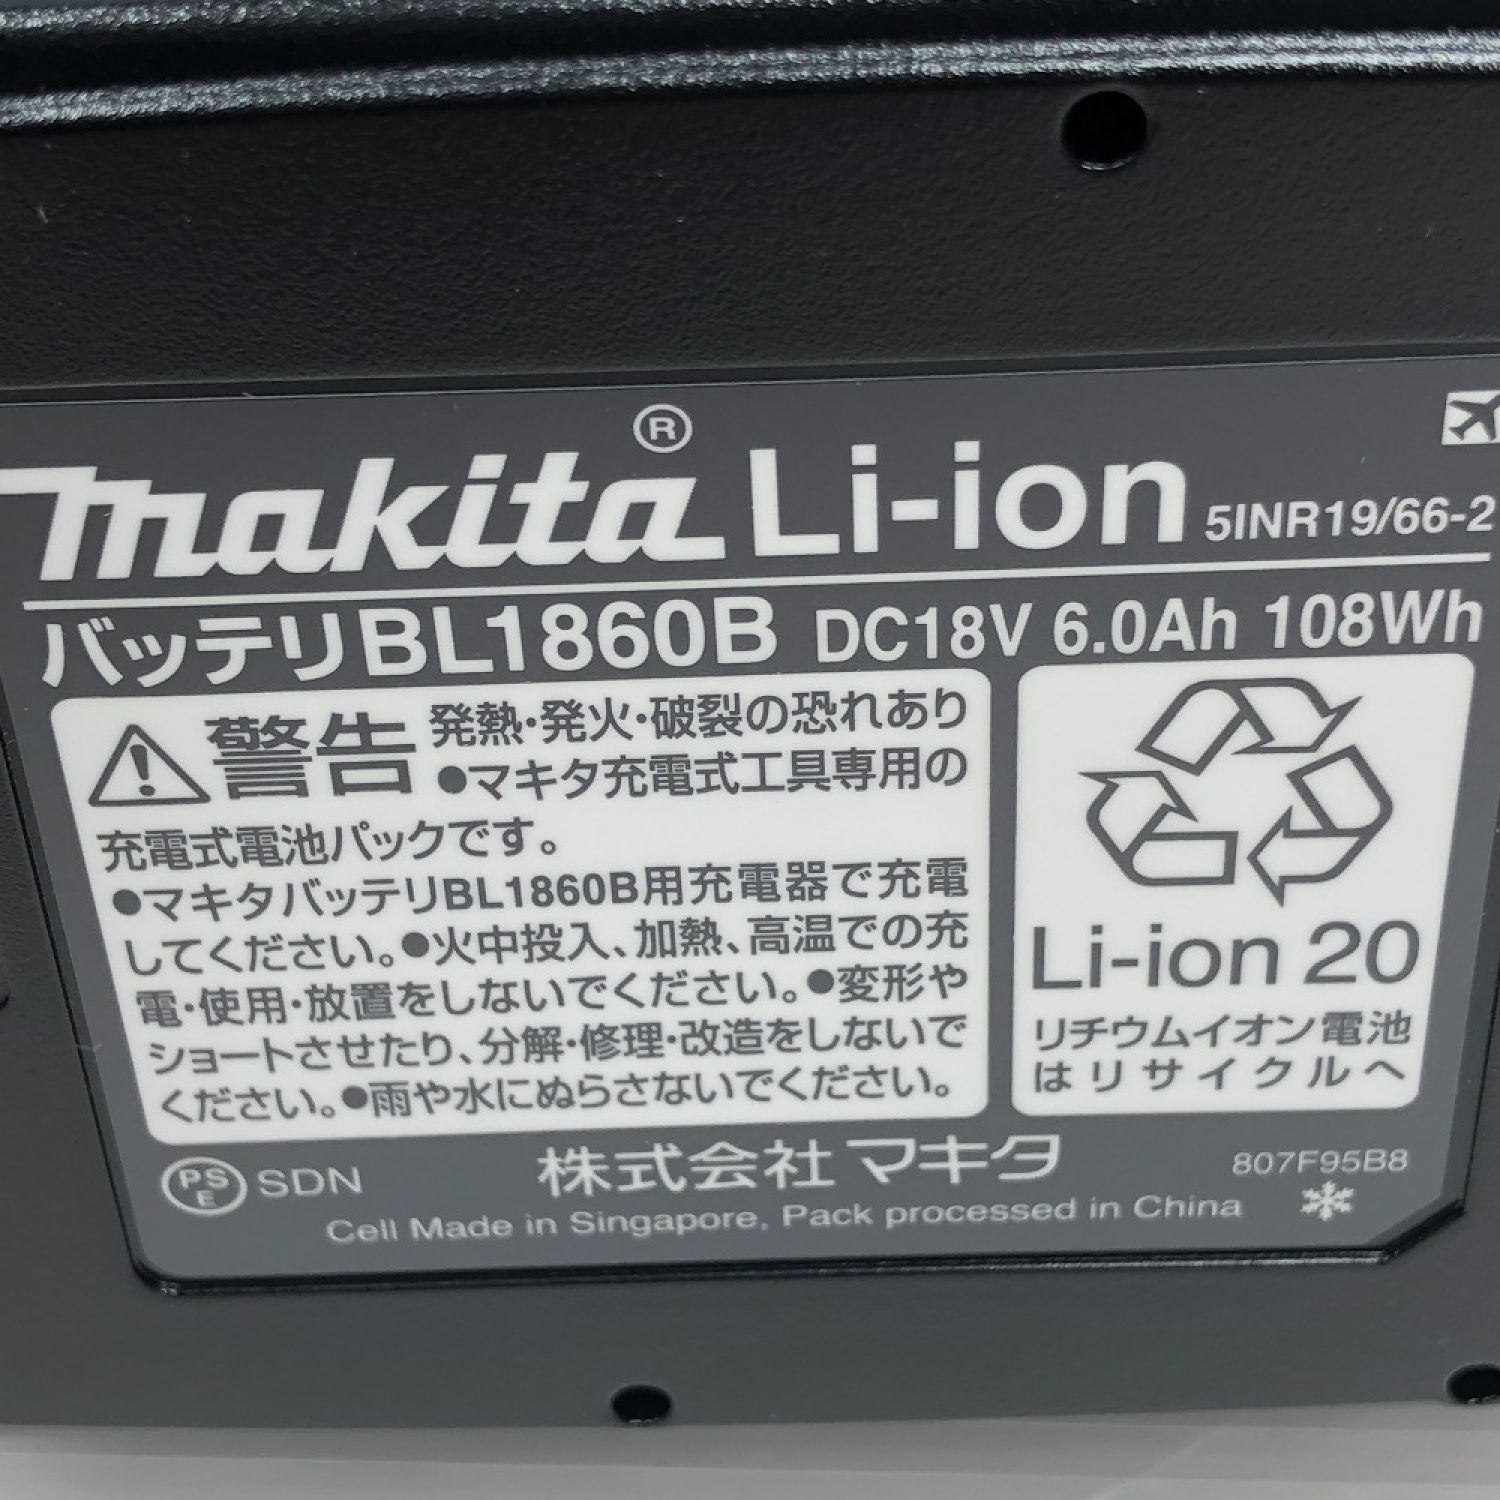 makita® Li-ion 5INR19/66-2
バッテリBL1860B DC18V 6.0Ah 108Wh
警告 発熱・発火・破裂の恐れあり
●マキタ充電式工具専用の
充電式電池パックです。
●マキタバッテリBL1860B用充電器で充電
してください。●火中投入、加熱、高温での充
電・使用・放置をしないでください。●変形や
ショートさせたり、分解・修理・改造をしないで
ください。●雨や水にぬらさないでください。
Li-ion 20
リチウムイオン電池
はリサイクルへ
PSE SDN
株式会社マキタ
807F95B8
Cell Made in Singapore, Pack processed in China